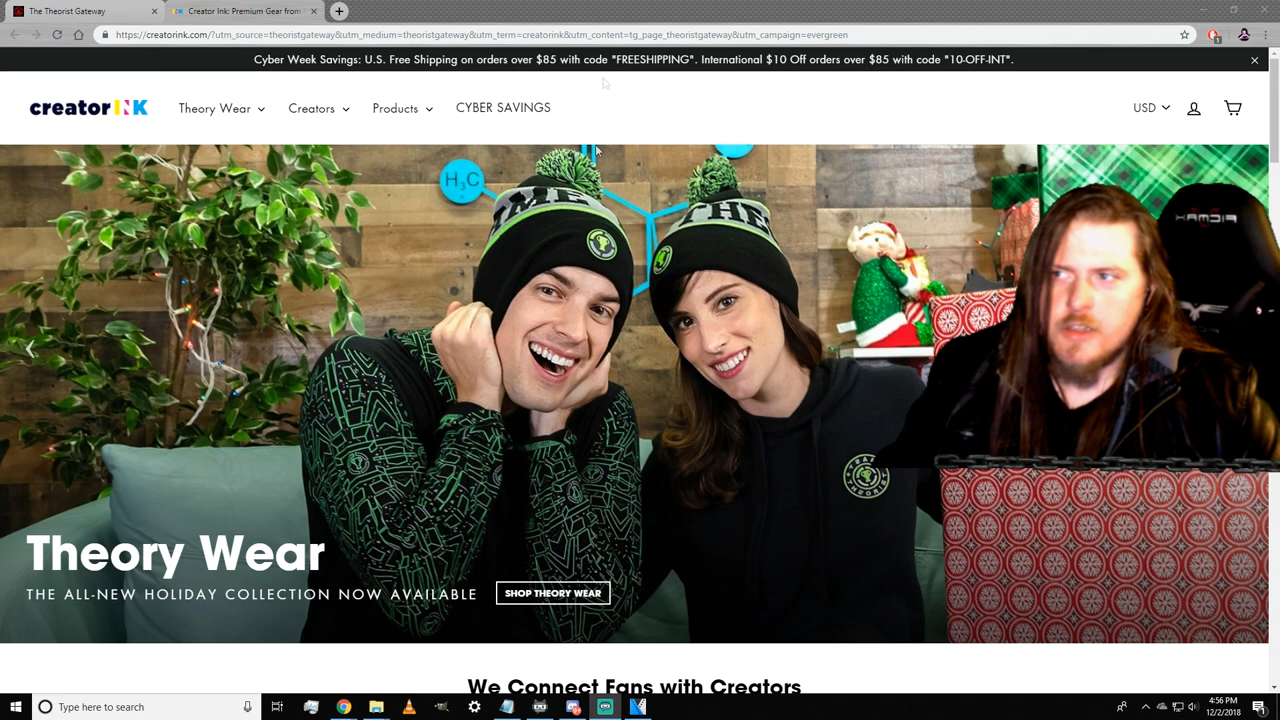 The Theorist Gateway
Creator Ink: Premium Gear from
https://creatorink.com/?utm_source=theoristgateway&utm_medium=theoristgateway&utm_term=creatorink&utm_content=tg_page_theoristgateway&utm_campaign=evergreen
Cyber Week Savings: U.S. Free Shipping on orders over $85 with code "FREESHIPPING". International $10 Off orders over $85 with code "10-OFF-INT".
creatorINK
Theory Wear
Creators
Products
CYBER SAVINGS
USD
H₃C
THE
TEAM THEORIST
Theory Wear
THE ALL-NEW HOLIDAY COLLECTION NOW AVAILABLE
SHOP THEORY WEAR
We Connect Fans with Creators
Type here to search
4:56 PM
12/2/2018